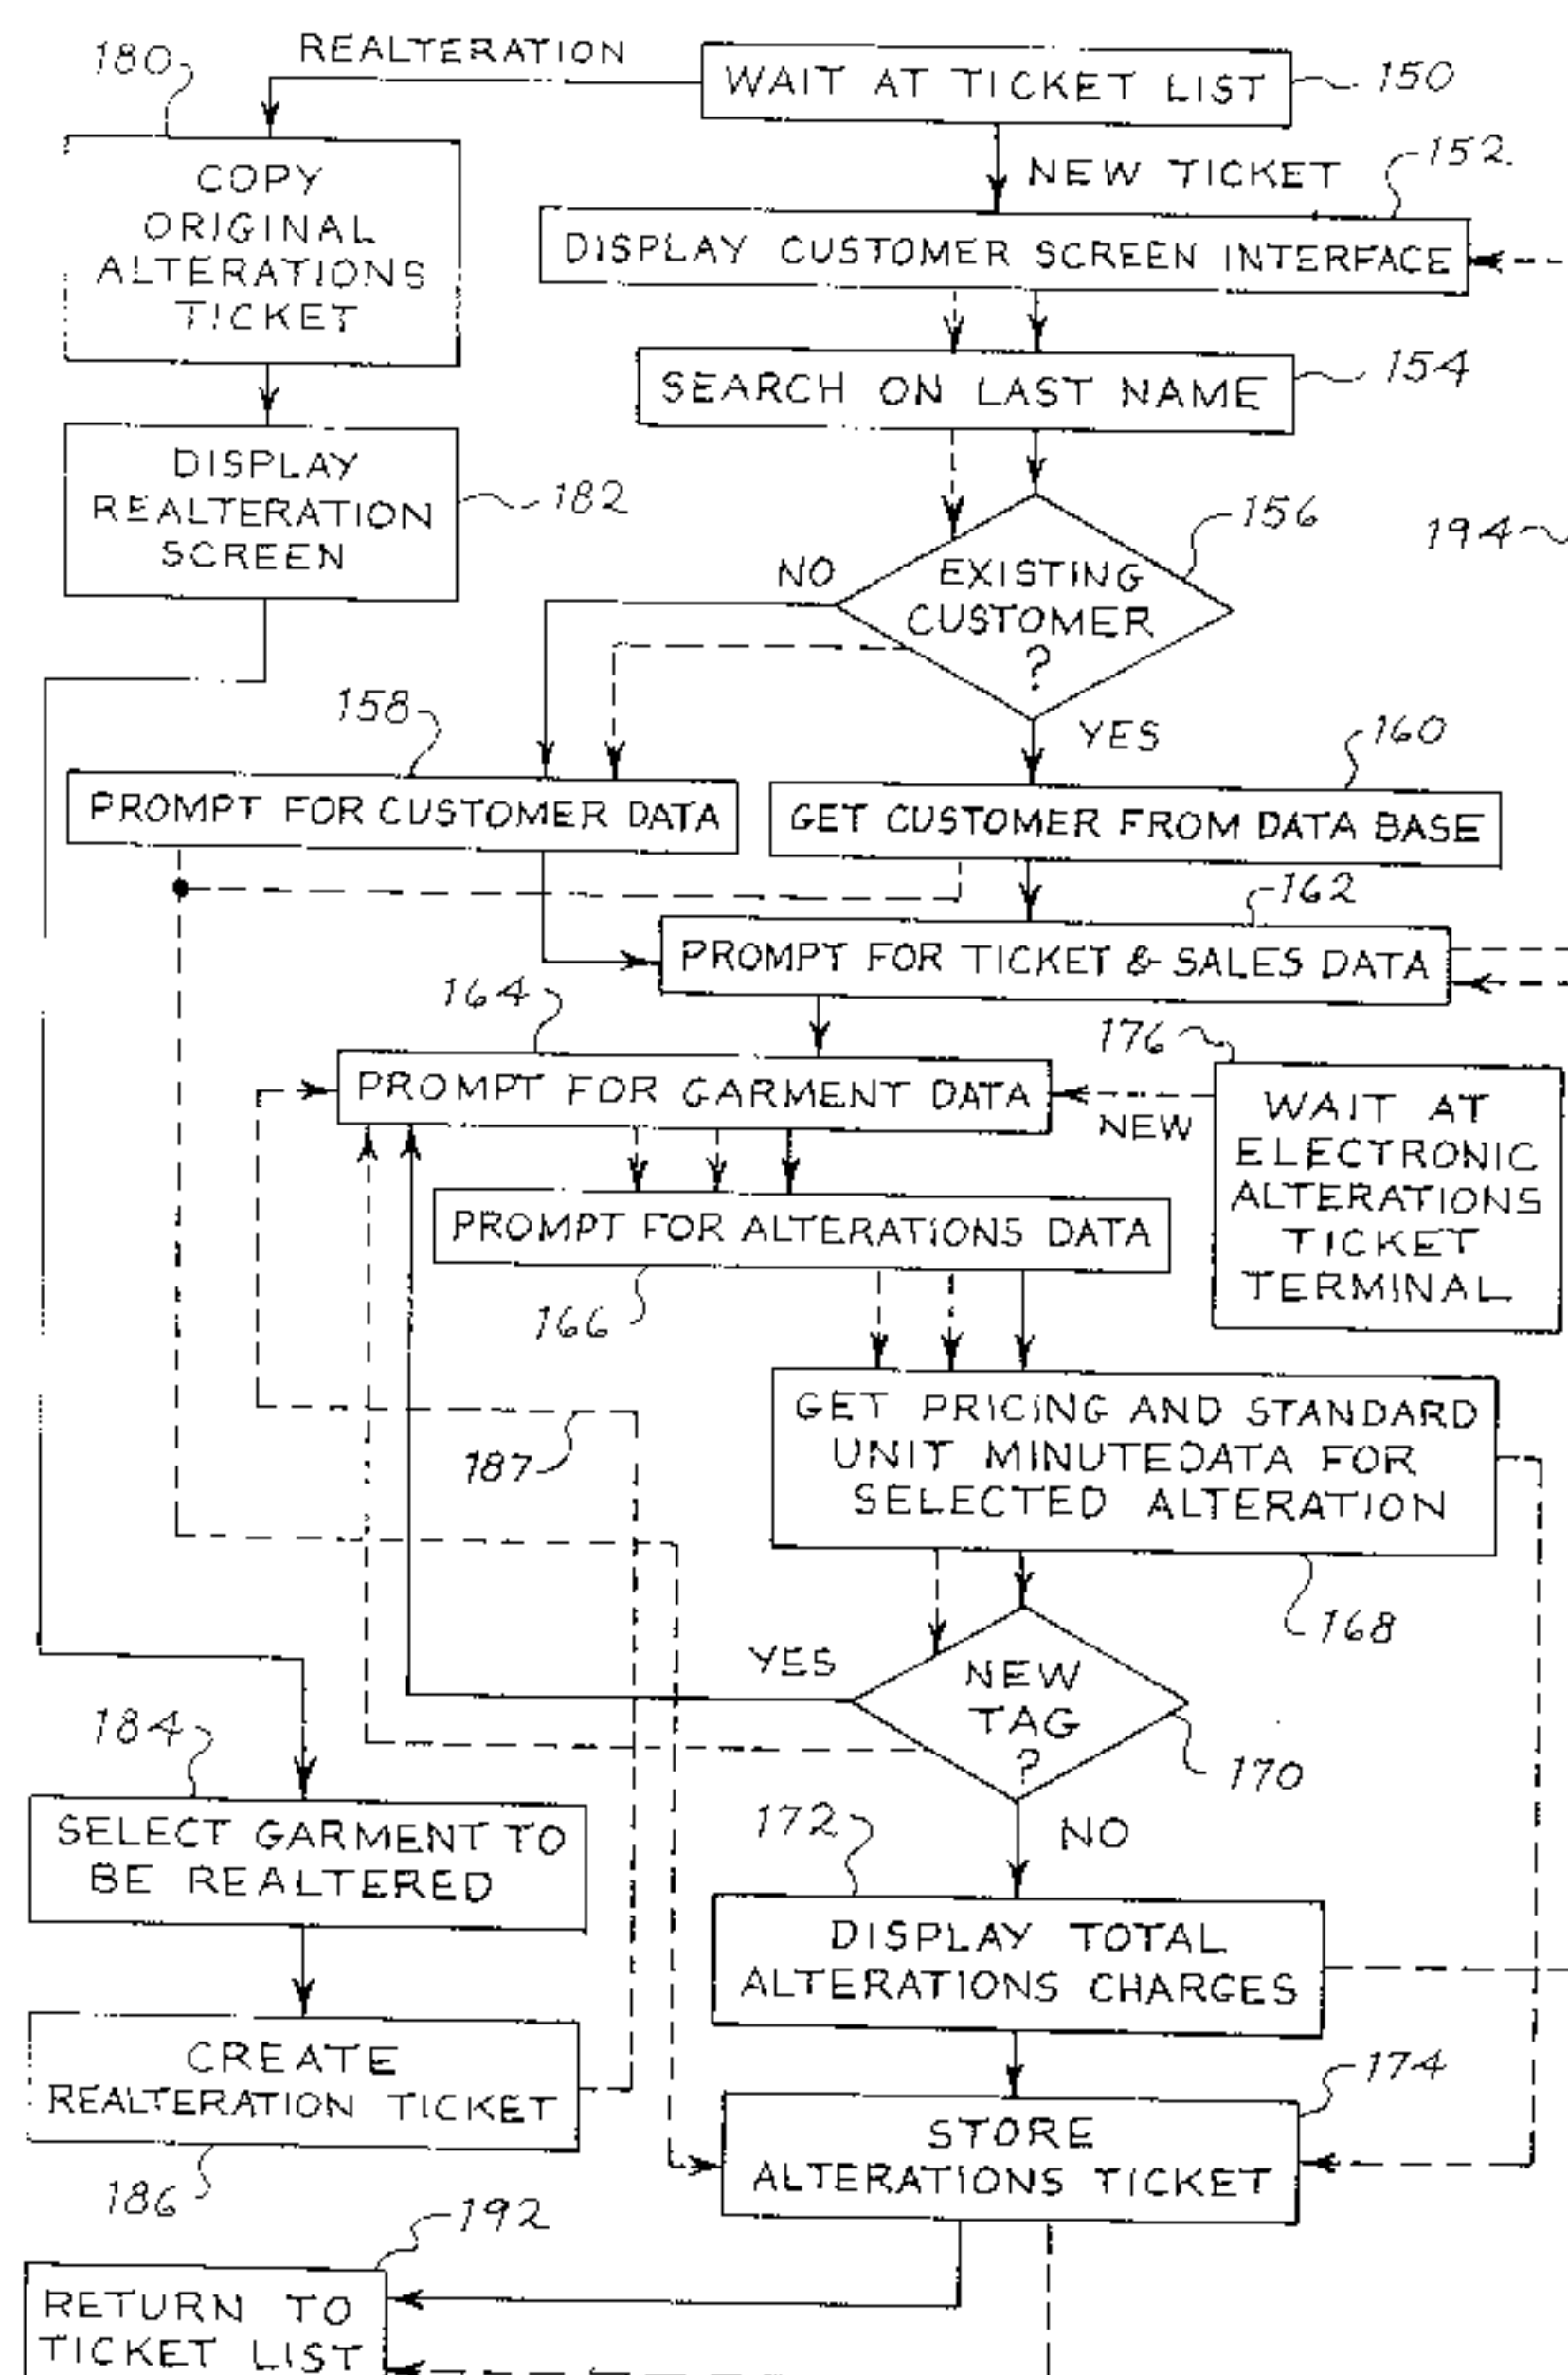 180
REALTERATION
WAIT AT TICKET LIST
150
NEW TICKET
152
COPY
ORIGINAL
ALTERATIONS
TICKET
DISPLAY CUSTOMER SCREEN INTERFACE
SEARCH ON LAST NAME
154
DISPLAY
REALTERATION
SCREEN
182
156
194
NO
EXISTING
CUSTOMER
?
YES
158
160
PROMPT FOR CUSTOMER DATA
GET CUSTOMER FROM DATA BASE
162
PROMPT FOR TICKET & SALES DATA
164
176
PROMPT FOR GARMENT DATA
NEW
WAIT AT
ELECTRONIC
ALTERATIONS
TICKET
TERMINAL
PROMPT FOR ALTERATIONS DATA
166
GET PRICING AND STANDARD
UNIT MINUTEDATA FOR
SELECTED ALTERATION
187
168
YES
NEW
TAG
?
170
184
NO
172
SELECT GARMENT TO
BE REALTERED
DISPLAY TOTAL
ALTERATIONS CHARGES
CREATE
REALTERATION TICKET
174
STORE
ALTERATIONS TICKET
186
192
RETURN TO
TICKET LIST